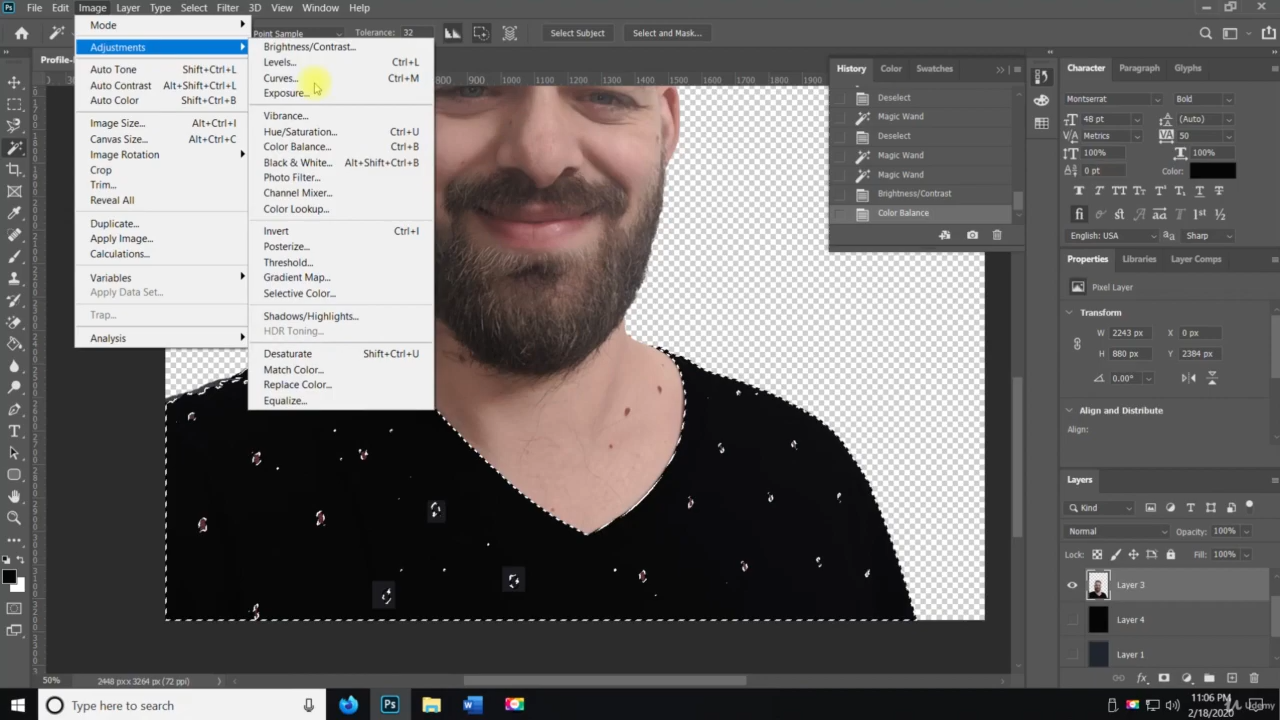 Ps File Edit Image Layer Type Select Filter 3D View Window Help
Point Sample Tolerance: 32 Select Subject Select and Mask...
Profile-
800 900 1000 1100 1200 1300 1400 1500 1600 1700 1800 1900
Mode
Adjustments
Auto Tone Shift+Ctrl+L
Auto Contrast Alt+Shift+Ctrl+L
Auto Color Shift+Ctrl+B
Image Size... Alt+Ctrl+I
Canvas Size... Alt+Ctrl+C
Image Rotation
Crop
Trim...
Reveal All
Duplicate...
Apply Image...
Calculations...
Variables
Apply Data Set...
Trap...
Analysis
Brightness/Contrast...
Levels... Ctrl+L
Curves... Ctrl+M
Exposure...
Vibrance...
Hue/Saturation... Ctrl+U
Color Balance... Ctrl+B
Black & White... Alt+Shift+Ctrl+B
Photo Filter...
Channel Mixer...
Color Lookup...
Invert Ctrl+I
Posterize...
Threshold...
Gradient Map...
Selective Color...
Shadows/Highlights...
HDR Toning...
Desaturate Shift+Ctrl+U
Match Color...
Replace Color...
Equalize...
History Color Swatches
Deselect
Magic Wand
Deselect
Magic Wand
Magic Wand
Brightness/Contrast
Color Balance
Character Paragraph Glyphs
Montserrat Bold
48 pt (Auto)
Metrics 50
100% 100%
0 pt Color:
English: USA Sharp
Properties Libraries Layer Comps
Pixel Layer
Transform
W 2243 px X 0 px
H 880 px Y 2384 px
0.00°
Align and Distribute
Align:
Layers
Kind
Normal Opacity: 100%
Lock: Fill: 100%
Layer 3
Layer 4
Layer 1
50% 2448 px x 3264 px (72 ppi)
Type here to search
Ps
11:06 PM
2/18/2020
Udemy